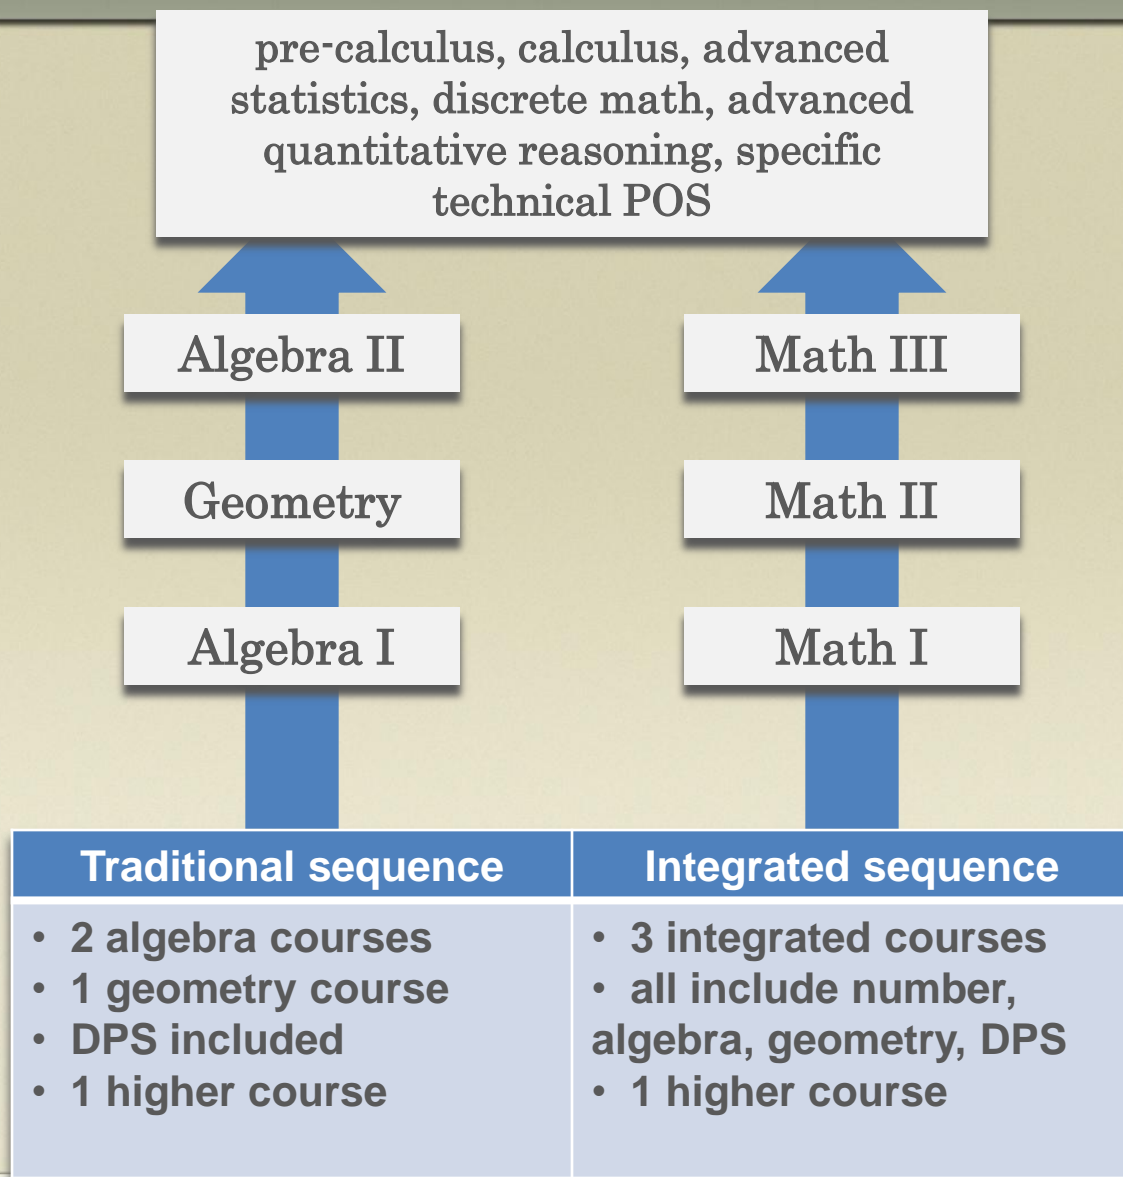 pre-calculus, calculus, advanced
statistics, discrete math, advanced
quantitative reasoning, specific
technical POS
Algebra II
Math III
Geometry
Math II
Algebra I
Math I
Traditional sequence
Integrated sequence
• 2 algebra courses
• 1 geometry course
• DPS included
• 1 higher course
• 3 integrated courses
• all include number,
algebra, geometry, DPS
• 1 higher course